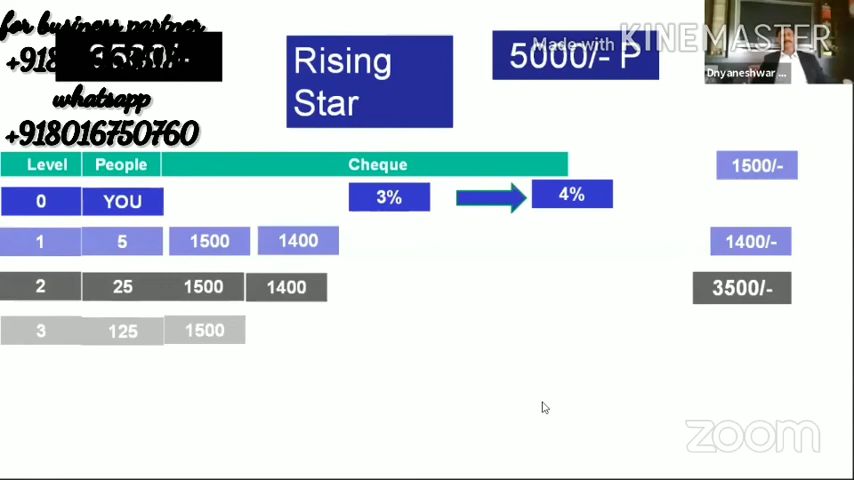 for business partner
+918
whatsapp
+918016750760
Rising
Star
5000/- P
Made with KINEMASTER
Dnyaneshwar ...
Level People Cheque
1500/-
0 YOU 3% 4%
1 5 1500 1400 1400/-
2 25 1500 1400 3500/-
3 125 1500
zoom